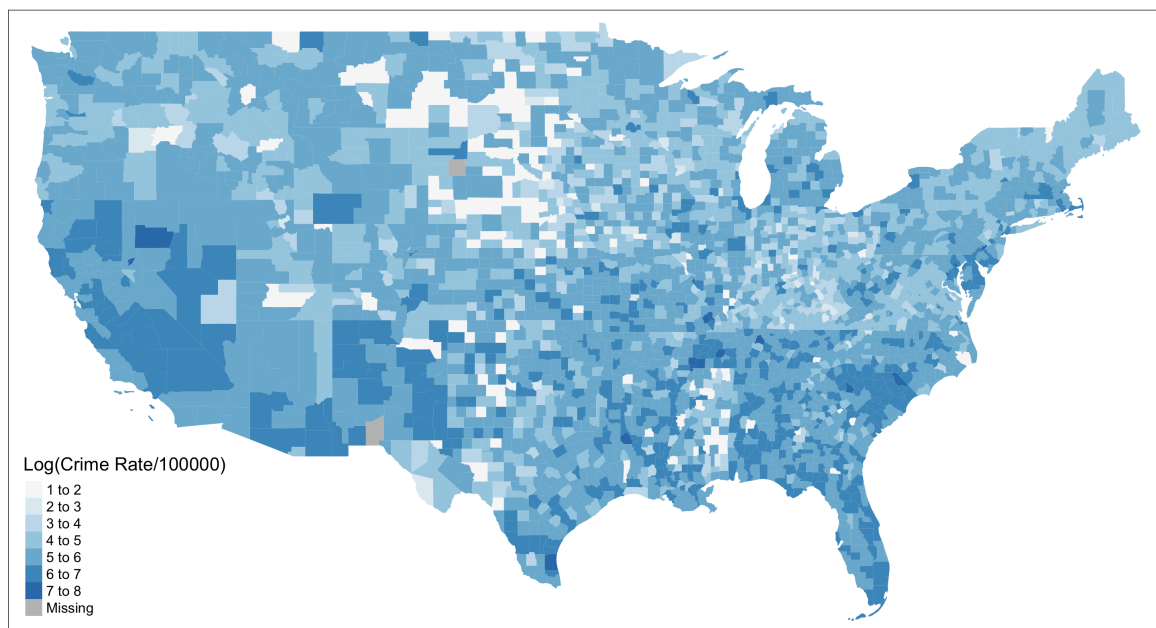 Log(Crime Rate/100000)
1 to 2
2 to 3
3 to 4
4 to 5
5 to 6
6 to 7
7 to 8
Missing